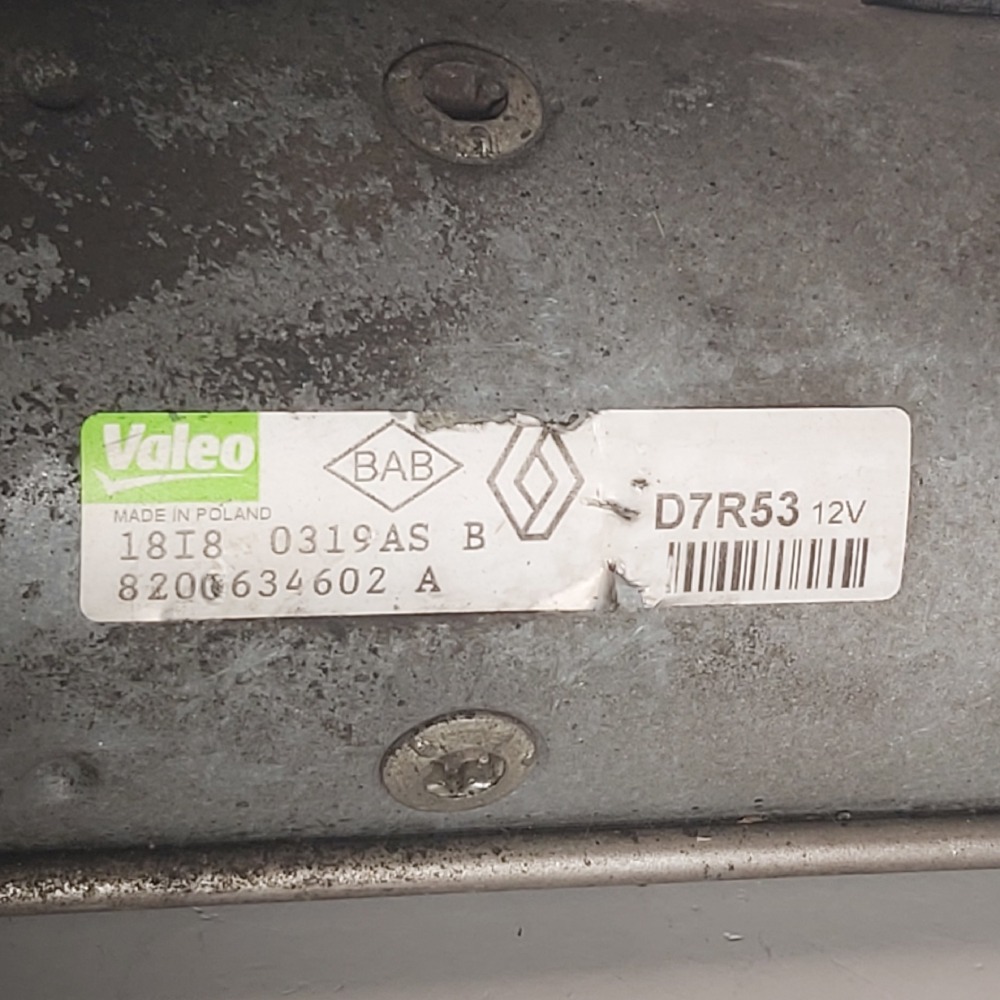 Valeo
BAB
MADE IN POLAND
D7R53 12V
18I8 0319AS B
8200634602 A